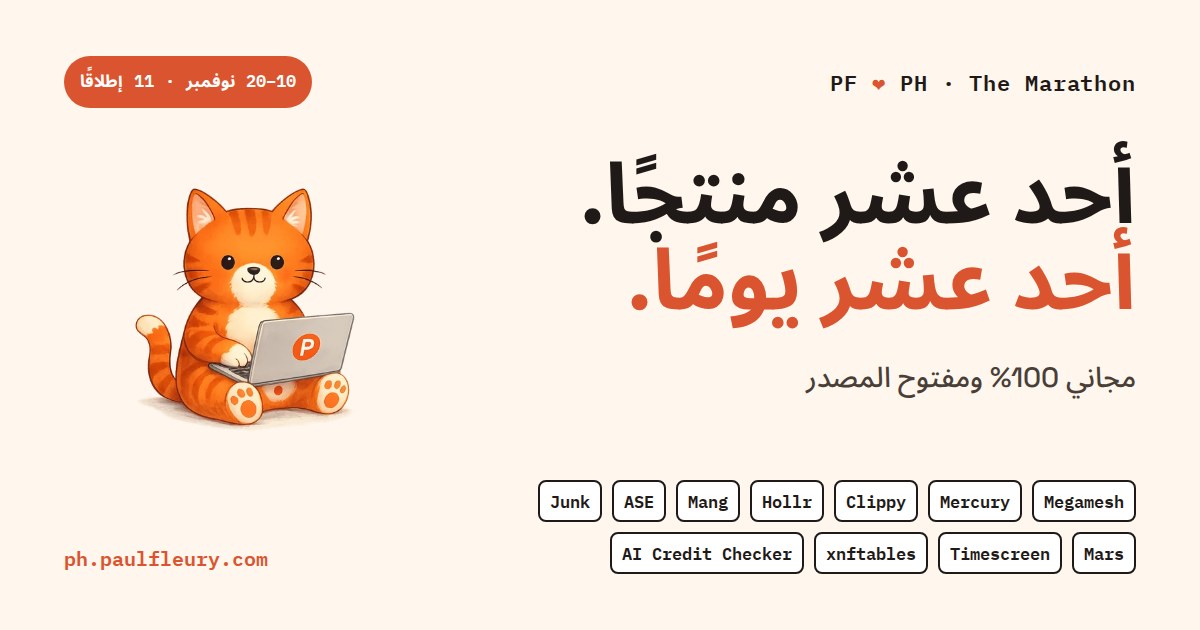 PF ❤ PH · The Marathon
10–20 نوفمبر · 11 إطلاقًا
أحد عشر منتجًا.
أحد عشر يومًا.
مجاني 100% ومفتوح المصدر
P
Megamesh
Mercury
Clippy
Hollr
Mang
ASE
Junk
Mars
Timescreen
xnftables
AI Credit Checker
ph.paulfleury.com